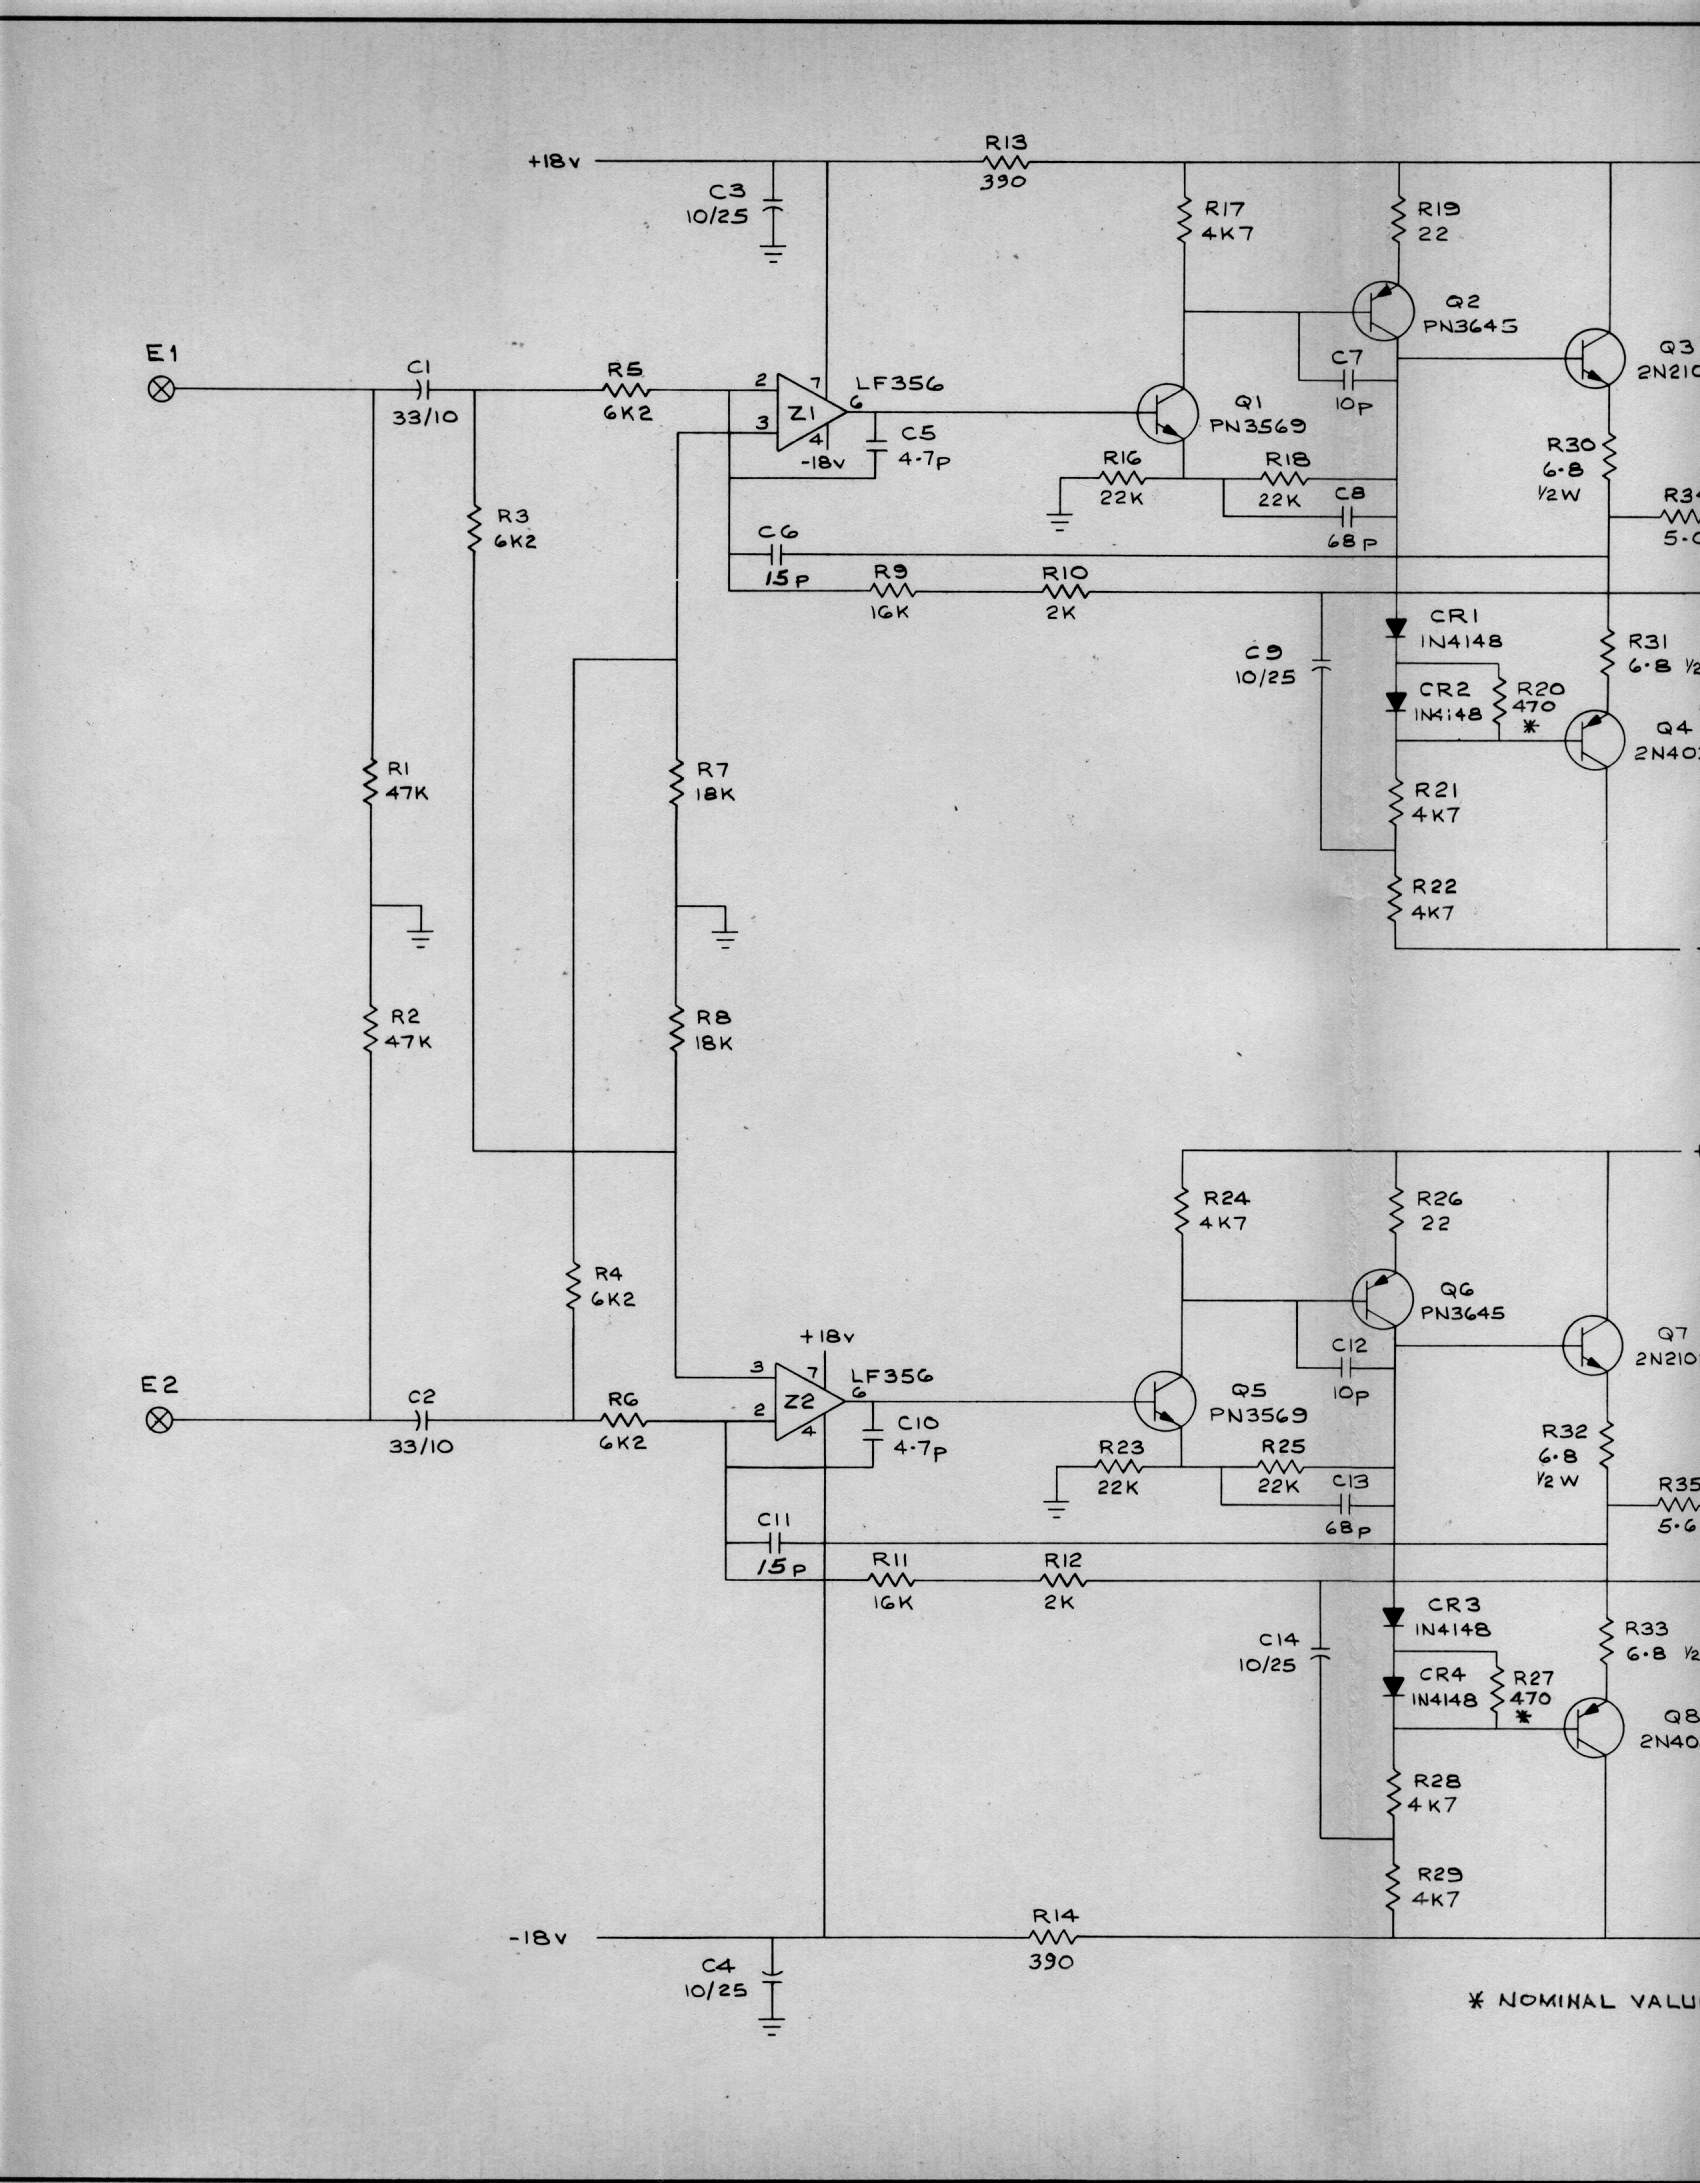 +18v
R13
390
C3
10/25
R17
4K7
R19
22
Q2
PN3645
E1
C1
33/10
R5
6K2
2
3
7
Z1
4
-18v
LF356
6
C5
4.7p
Q1
PN3569
C7
10p
Q3
R16
22K
R18
22K
C8
68p
R30
6.8
½W
R3
6K2
C6
15p
R9
16K
R10
2K
C9
10/25
CR1
1N4148
CR2
1N4148
R20
470
*
R31
6.8
Q4
R1
47K
R7
18K
R21
4K7
R22
4K7
R2
47K
R8
18K
R24
4K7
R26
22
Q6
PN3645
R4
6K2
+18v
E2
C2
33/10
R6
6K2
3
2
7
Z2
4
LF356
6
C10
4.7p
Q5
PN3569
C12
10p
Q7
R23
22K
R25
22K
C13
68p
R32
6.8
½W
R35
C11
15p
R11
16K
R12
2K
C14
10/25
CR3
1N4148
CR4
1N4148
R27
470
*
R33
6.8
Q8
R28
4K7
R29
4K7
-18v
R14
390
C4
10/25
* NOMINAL